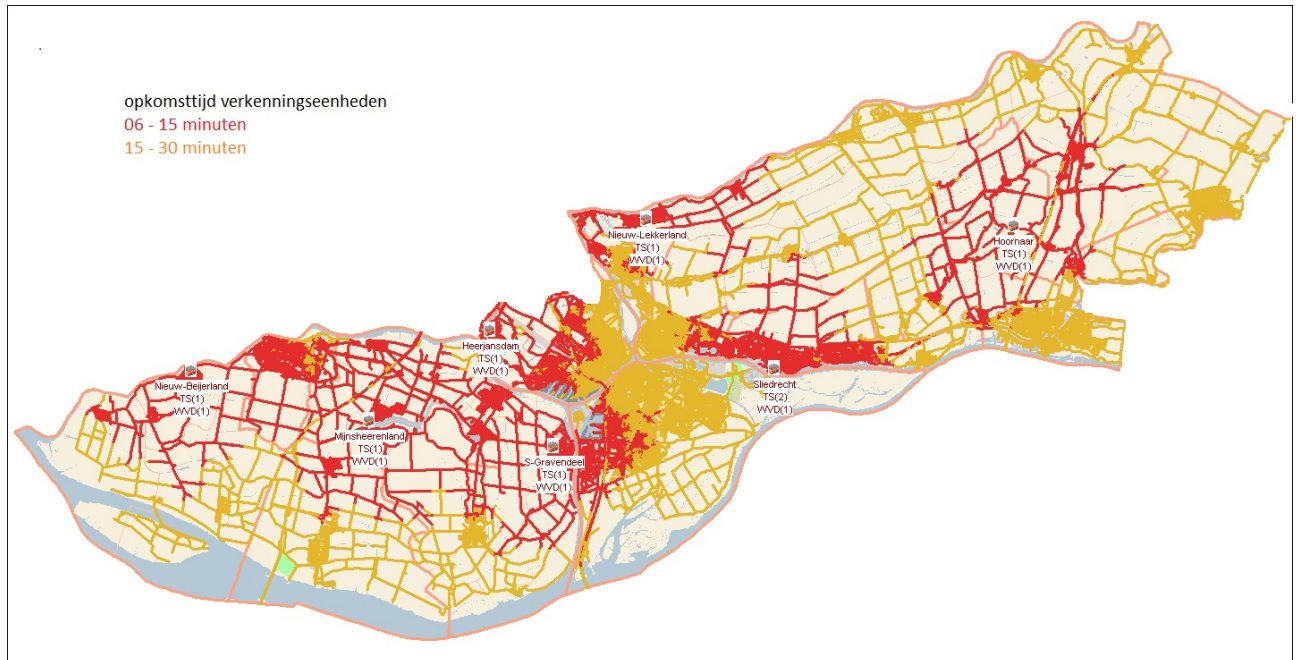 opkomsttijd verkenningseenheden
06 - 15 minuten
15 - 30 minuten
Nieuw-Lekkerland
TS(1)
WVD(1)
Hoornaar
TS(1)
WVD(1)
Heerjansdam
TS(1)
WVD(1)
Nieuw-Beijerland
TS(1)
WVD(1)
Sliedrecht
TS(2)
WVD(1)
Mijnsheerenland
TS(1)
WVD(1)
S-Gravendeel
TS(1)
WVD(1)